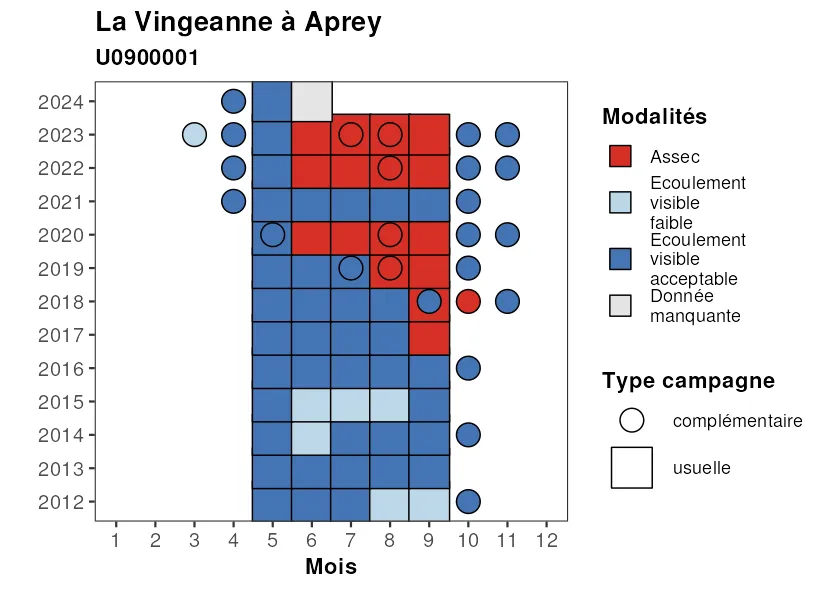 La Vingeanne à Aprey
U0900001
2024
2023
2022
2021
2020
2019
2018
2017
2016
2015
2014
2013
2012
1 2 3 4 5 6 7 8 9 10 11 12
Mois
Modalités
Assec
Ecoulement
visible
faible
Ecoulement
visible
acceptable
Donnée
manquante
Type campagne
complémentaire
usuelle